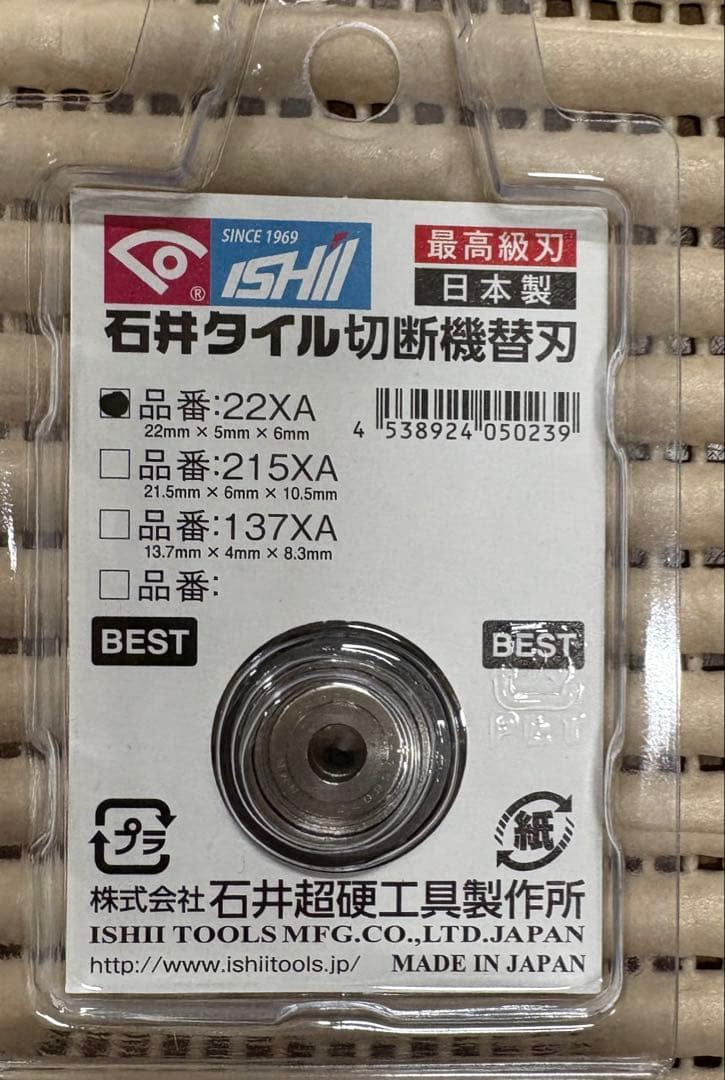 SINCE 1969
ISHII
®
最高級刃
日本製
石井タイル切断機替刃
品番:22XA
22mm × 5mm × 6mm
4 538924 050239
品番:215XA
21.5mm × 6mm × 10.5mm
品番:137XA
13.7mm × 4mm × 8.3mm
品番:
BEST
BEST
PET
プラ
紙
株式会社 石井超硬工具製作所
ISHII TOOLS MFG.CO.,LTD.JAPAN
http://www.ishiitools.jp/ MADE IN JAPAN